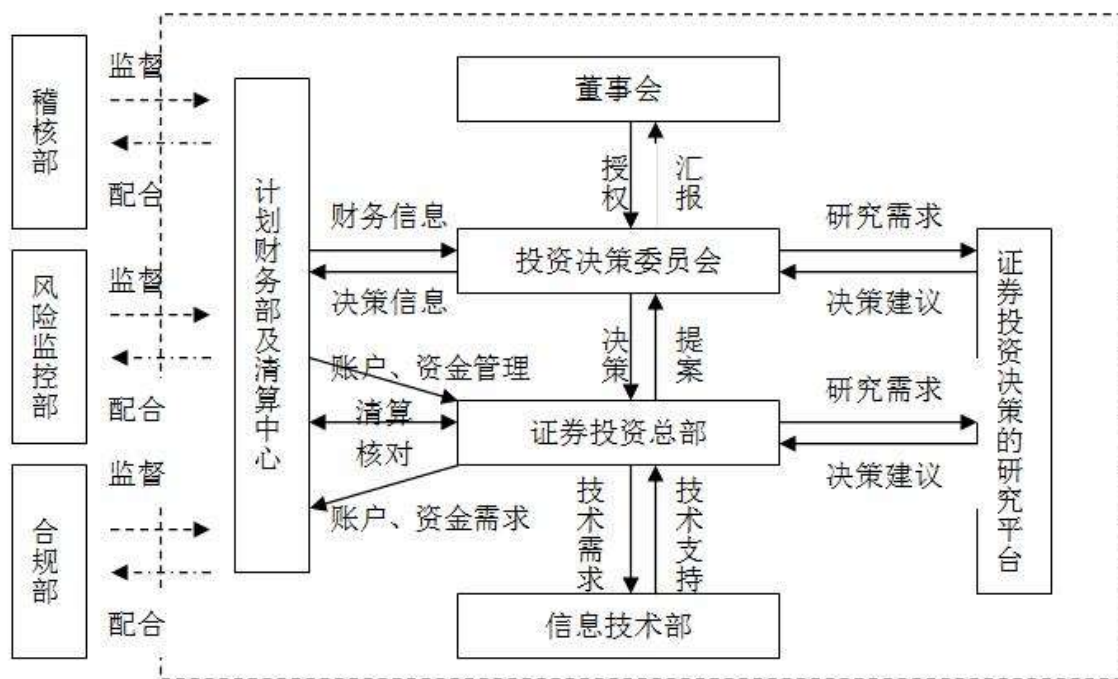 稽核部
监督
配合
风险监控部
监督
配合
合规部
监督
配合
计划财务部及清算中心
董事会
授权
汇报
财务信息
投资决策委员会
研究需求
决策信息
决策建议
决策
提案
账户、资金管理
清算
核对
证券投资总部
研究需求
决策建议
账户、资金需求
技术需求
技术支持
信息技术部
证券投资决策的研究平台